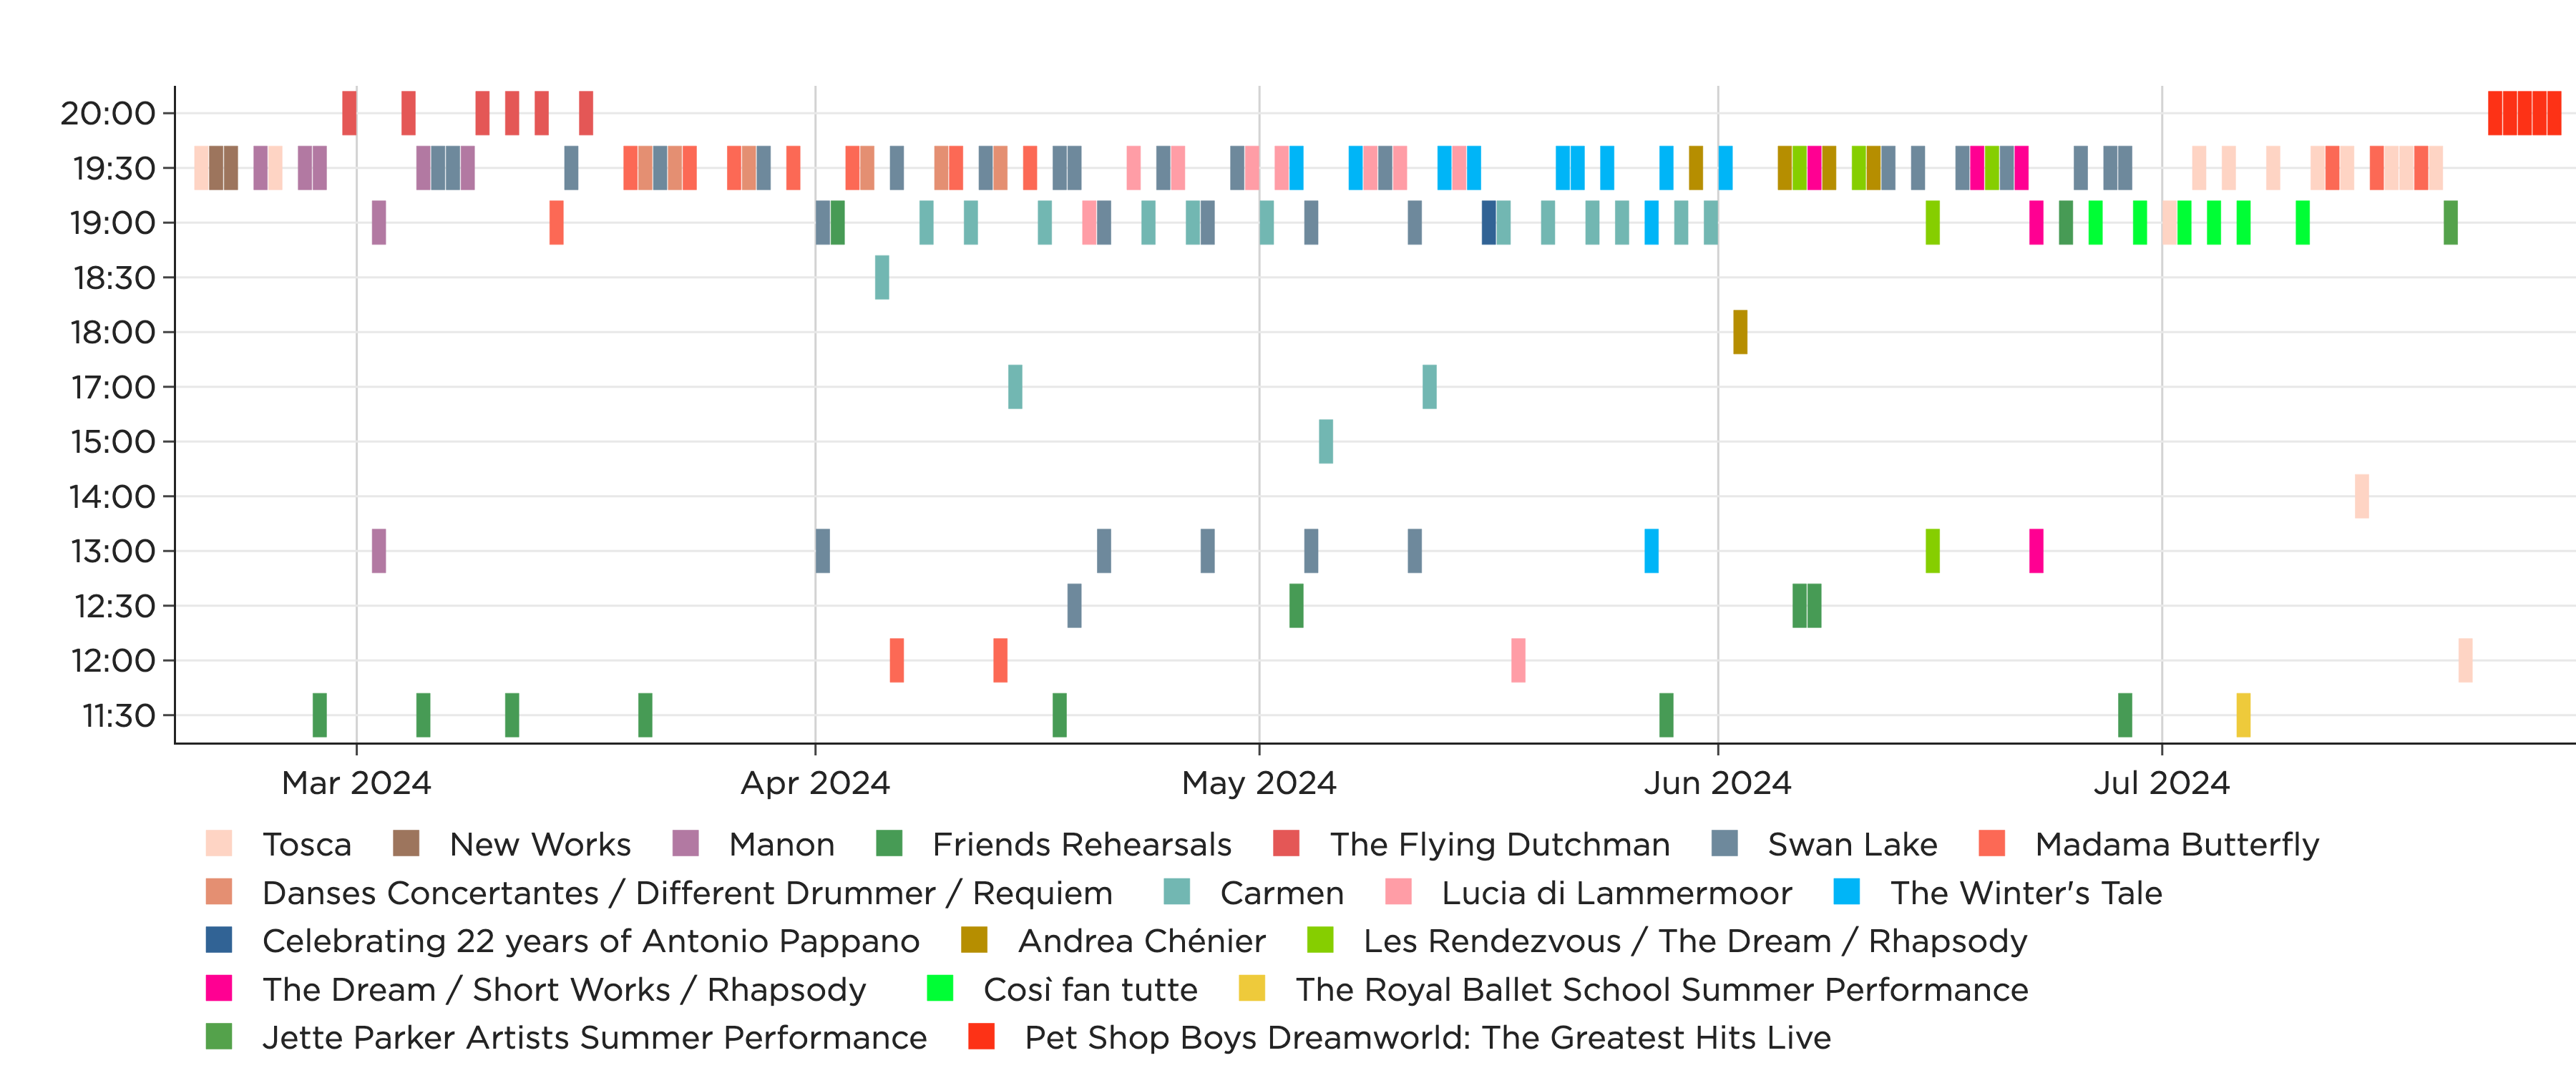 20:00
19:30
19:00
18:30
18:00
17:00
15:00
14:00
13:00
12:30
12:00
11:30
Mar 2024 Apr 2024 May 2024 Jun 2024 Jul 2024
Tosca New Works Manon Friends Rehearsals The Flying Dutchman Swan Lake Madama Butterfly
Danses Concertantes / Different Drummer / Requiem Carmen Lucia di Lammermoor The Winter's Tale
Celebrating 22 years of Antonio Pappano Andrea Chénier Les Rendezvous / The Dream / Rhapsody
The Dream / Short Works / Rhapsody Così fan tutte The Royal Ballet School Summer Performance
Jette Parker Artists Summer Performance Pet Shop Boys Dreamworld: The Greatest Hits Live